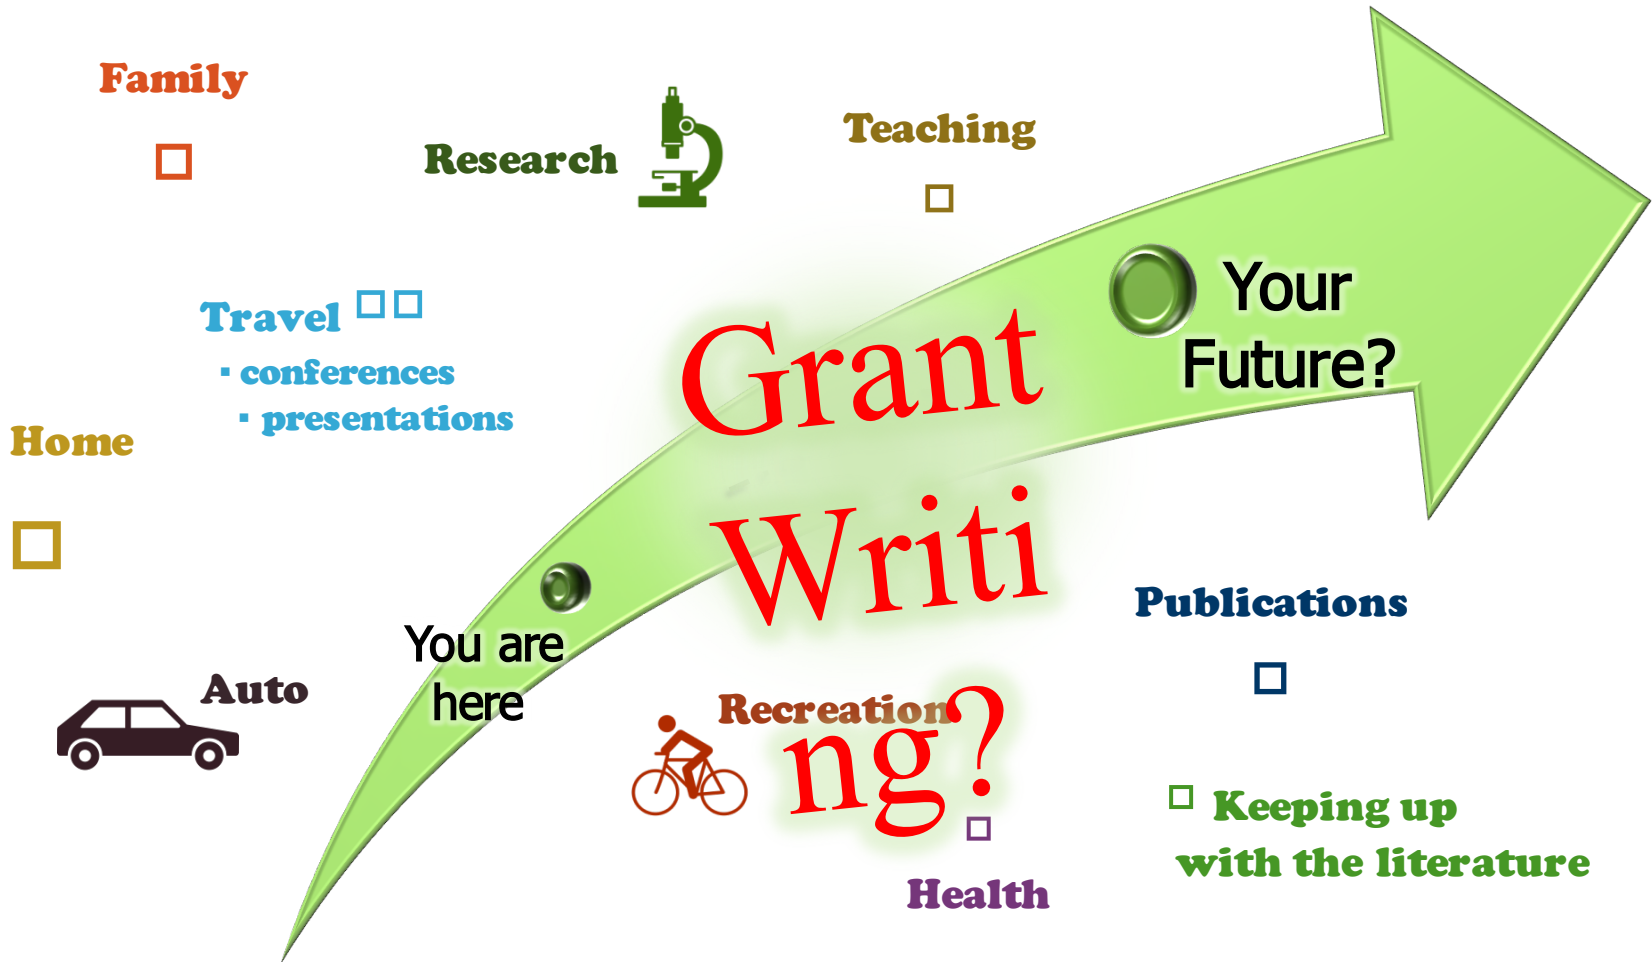 Family
Research
Teaching
Travel
▪ conferences
▪ presentations
Home
Auto
You are
here
Grant
Writi
ng?
Your
Future?
Recreation
Publications
Keeping up
with the literature
Health